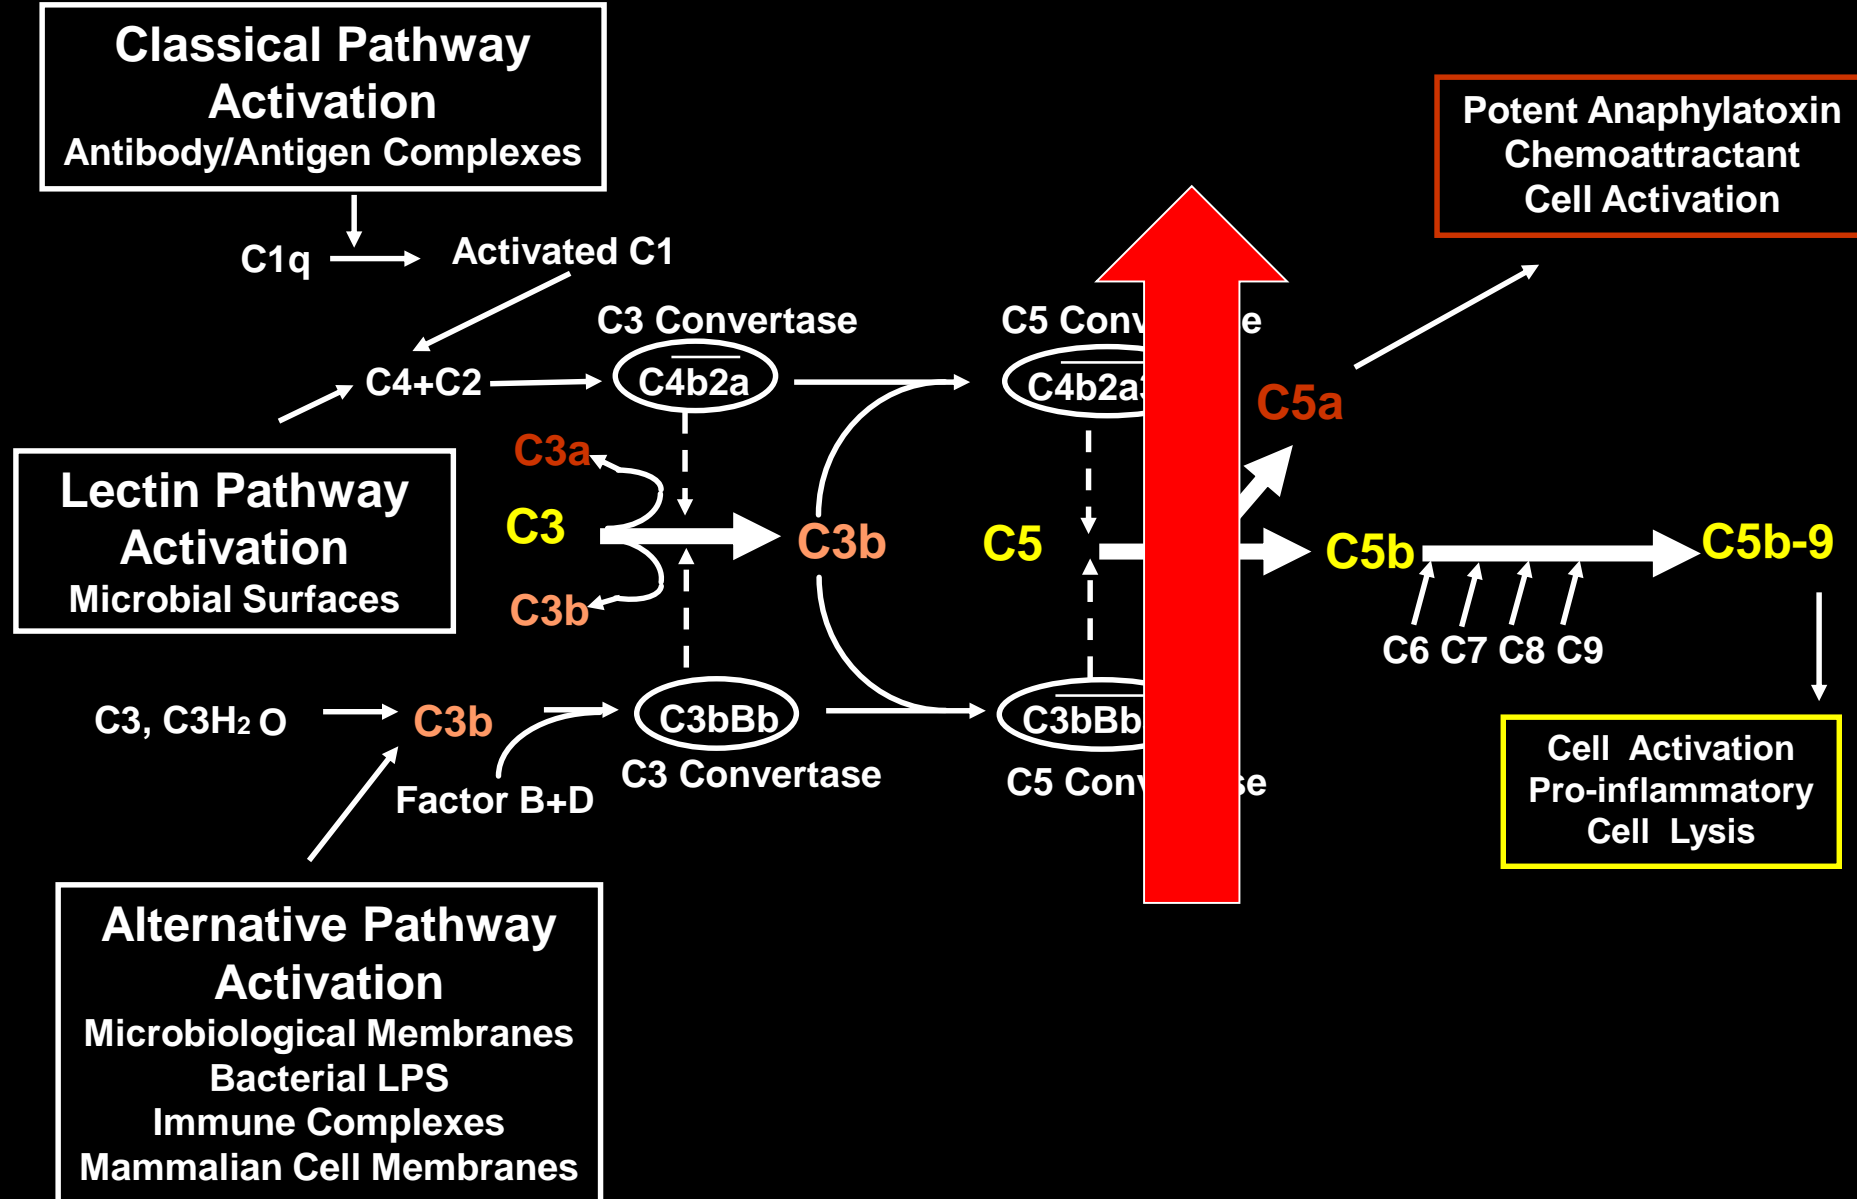 Classical Pathway
Activation
Antibody/Antigen Complexes
Potent Anaphylatoxin
Chemoattractant
Cell Activation
C1q
Activated C1
C3 Convertase
C5 Conv
e
C4+C2
C4b2a
C4b2a
C5a
C3a
Lectin Pathway
Activation
Microbial Surfaces
C3
C3b
C5
C5b
C5b-9
C3b
C6 C7 C8 C9
C3, C3H2 O
C3b
C3bBb
C3bBb
Factor B+D
C3 Convertase
C5 Conv
se
Cell Activation
Pro-inflammatory
Cell Lysis
Alternative Pathway
Activation
Microbiological Membranes
Bacterial LPS
Immune Complexes
Mammalian Cell Membranes